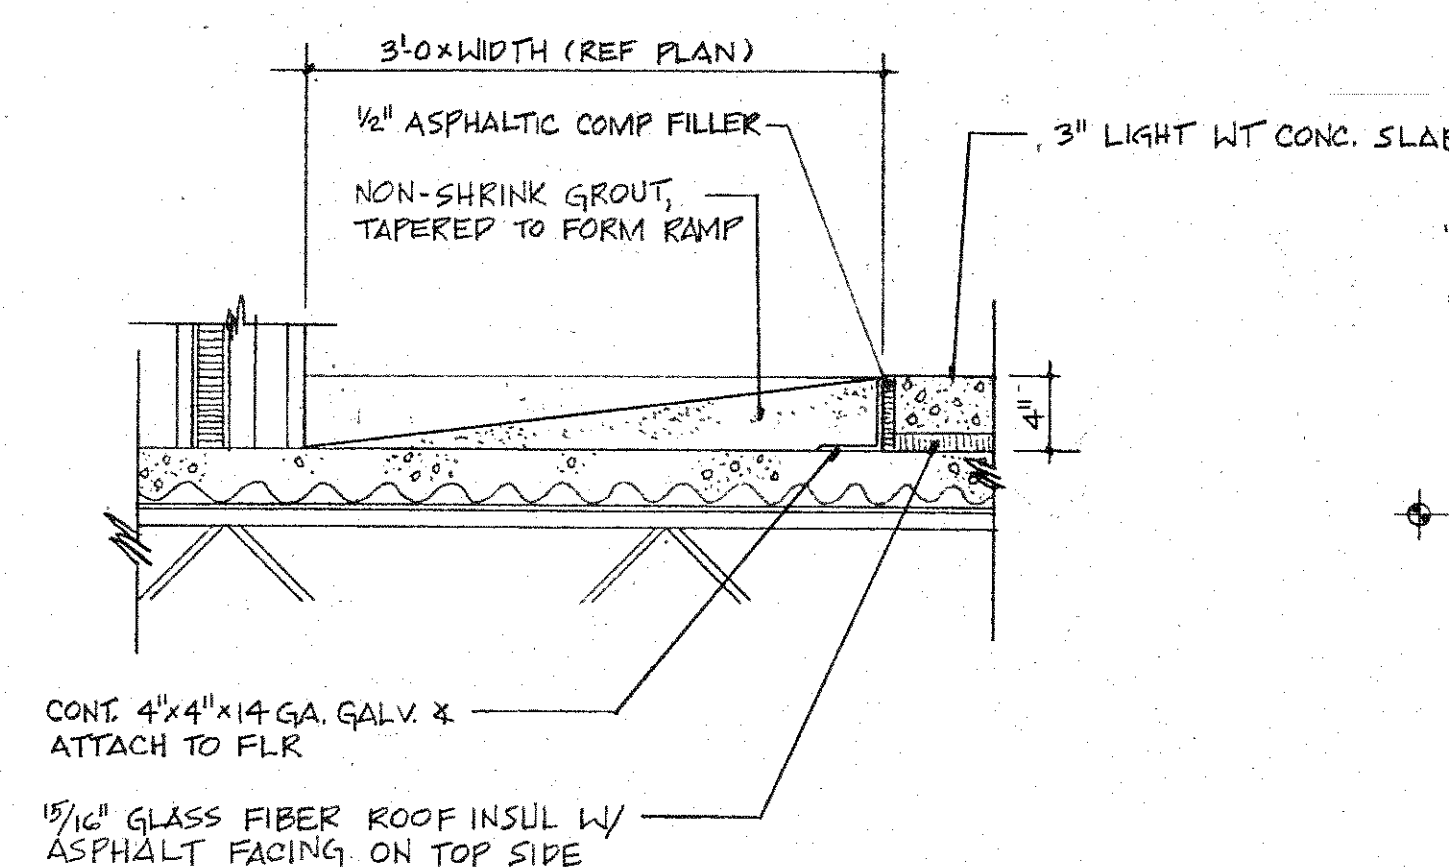 3'-0 x WIDTH (REF PLAN)
1/2" ASPHALTIC COMP FILLER
3" LIGHT WT CONC. SLAB
NON-SHRINK GROUT,
TAPERED TO FORM RAMP
4"
CONT. 4"x4"x14 GA. GALV. ∡
ATTACH TO FLR
15/16" GLASS FIBER ROOF INSUL W/
ASPHALT FACING ON TOP SIDE